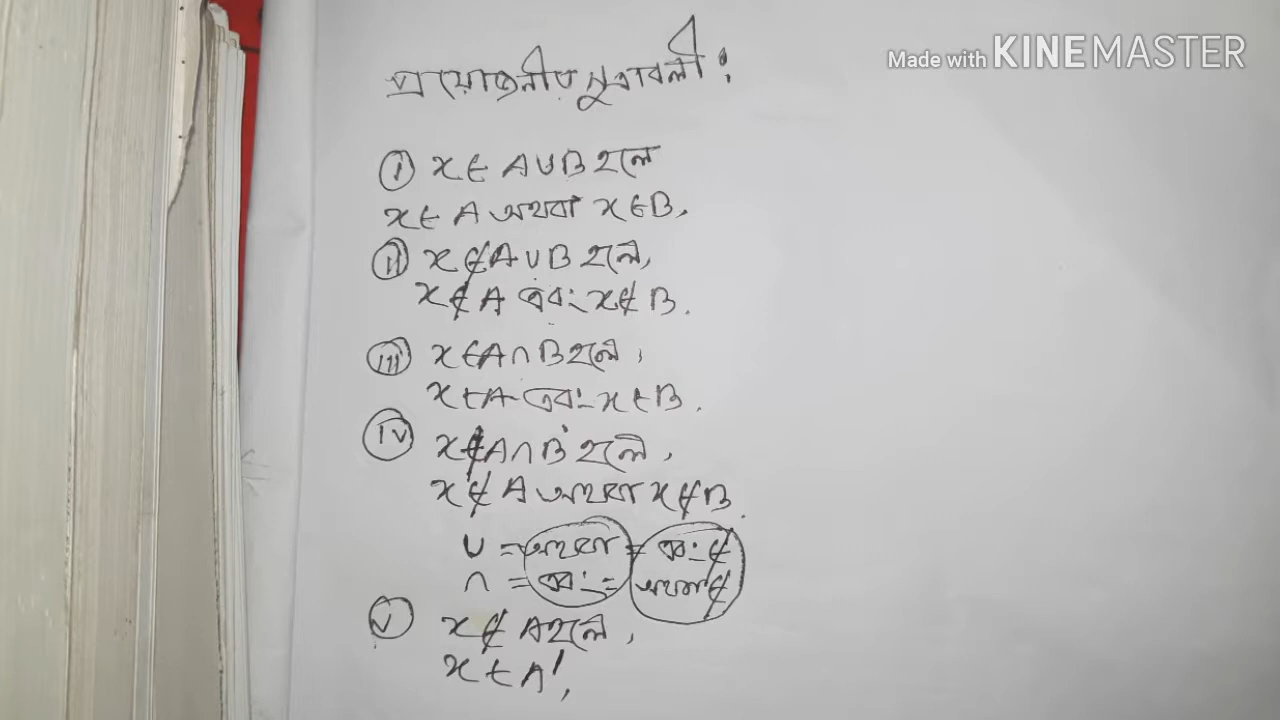 Made with KINEMASTER
প্রয়োজনীয় সুত্রাবলী :
(i) x ∈ A ∪ B হলে
x ∈ A অথবা x ∈ B,
(ii) x ∉ A ∪ B হলে,
x ∉ A এবং x ∉ B.
(iii) x ∈ A ∩ B হলে,
x ∈ A এবং x ∈ B.
(iv) x ∉ A ∩ B হলে,
x ∉ A অথবা x ∉ B.
∪ = অথবা = এবং ∉
∩ = এবং = অথবা ∉
(v) x ∉ A হলে,
x ∈ A′,